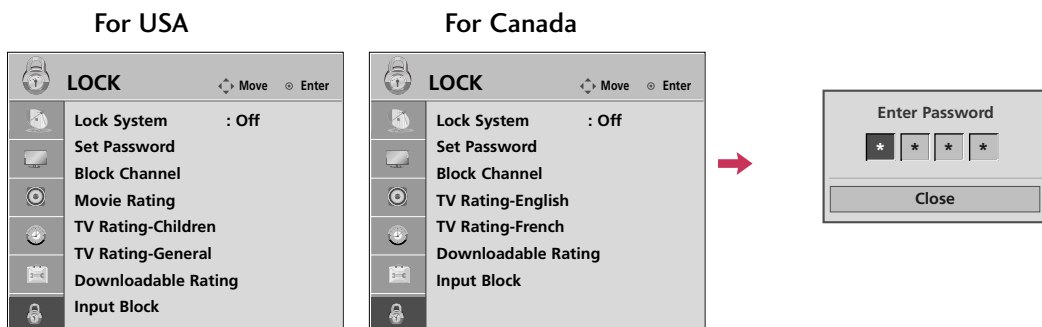 For USA
LOCK Move Enter
Lock System : Off
Set Password
Block Channel
Movie Rating
TV Rating-Children
TV Rating-General
Downloadable Rating
Input Block
For Canada
LOCK Move Enter
Lock System : Off
Set Password
Block Channel
TV Rating-English
TV Rating-French
Downloadable Rating
Input Block
Enter Password
* * * *
Close